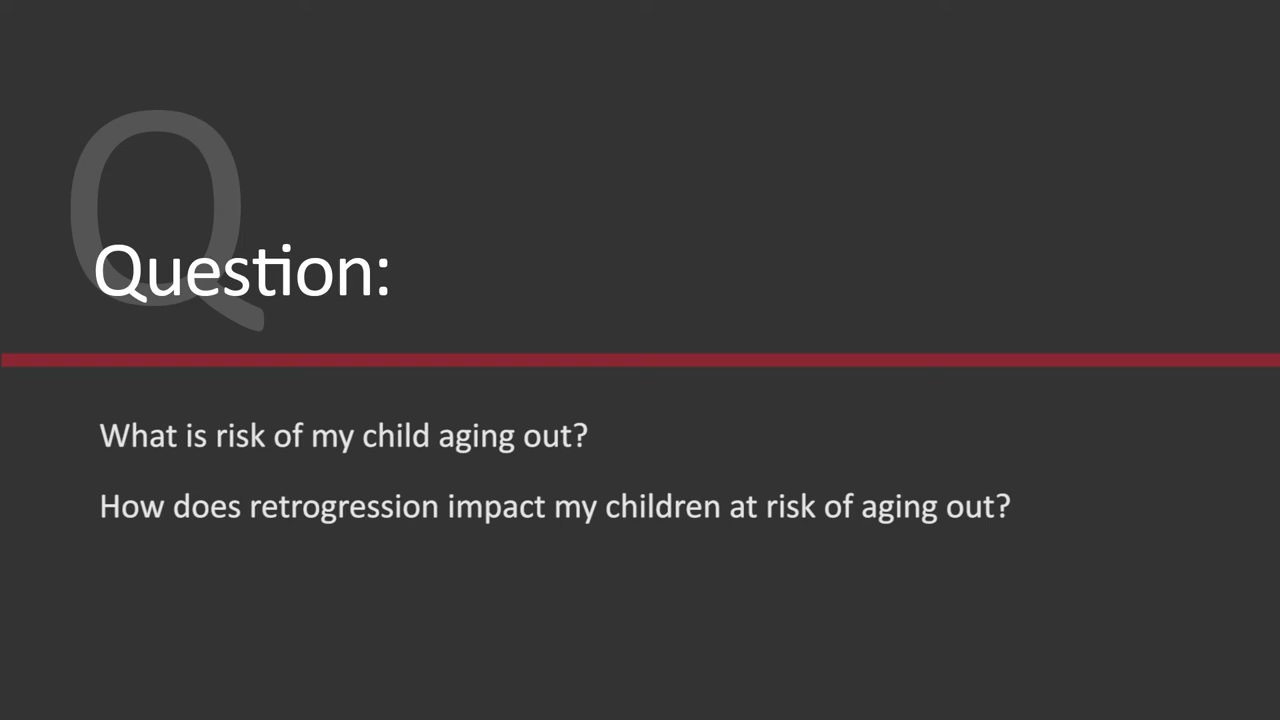 Q
Question:
What is risk of my child aging out?
How does retrogression impact my children at risk of aging out?